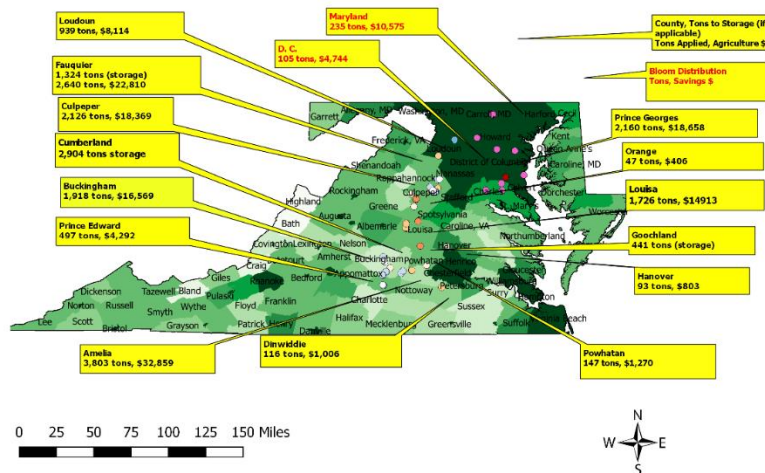 Loudoun
939 tons, $8,114
Maryland
235 tons, $10,575
County, Tons to Storage (if
applicable)
Tons Applied, Agriculture $
D. C.
105 tons, $4,744
Bloom Distribution
Tons, Savings $
Fauquier
1,324 tons (storage)
2,640 tons, $22,810
Culpeper
2,126 tons, $18,369
Cumberland
2,904 tons storage
Buckingham
1,918 tons, $16,569
Prince Edward
497 tons, $4,292
Prince Georges
2,160 tons, $18,658
Orange
47 tons, $406
Louisa
1,726 tons, $14913
Goochland
441 tons (storage)
Hanover
93 tons, $803
Garrett
Harford
Cecil
Kent
Frederick, VA
Queen Anne's
Caroline, MD
District of Columbia
Shenandoah
Manassas
Rappahannock
Dorchester
Rockingham
Culpeper
Stafford
Charles
St. Mary's
Highland
Greene
Spotsylvania
Augusta
Bath
Albemarle
Louisa
Caroline, VA
Northumberland
Covington
Lexington
Nelson
Hanover
Craig
Amherst
Buckingham
Powhatan
Henrico
Gloucester
Giles
Bedford
Appomattox
Chesterfield
Dickenson
Tazewell
Bland
Roanoke
Nottoway
Petersburg
Surry
Norton
Russell
Pulaski
Franklin
Charlotte
Smyth
Wythe
Floyd
Sussex
Lee
Scott
Bristol
Grayson
Patrick
Henry
Halifax
Mecklenburg
Greensville
Suffolk
Danville
Amelia
3,803 tons, $32,859
Dinwiddie
116 tons, $1,006
Powhatan
147 tons, $1,270
0 25 50 75 100 125 150 Miles
N
W E
S